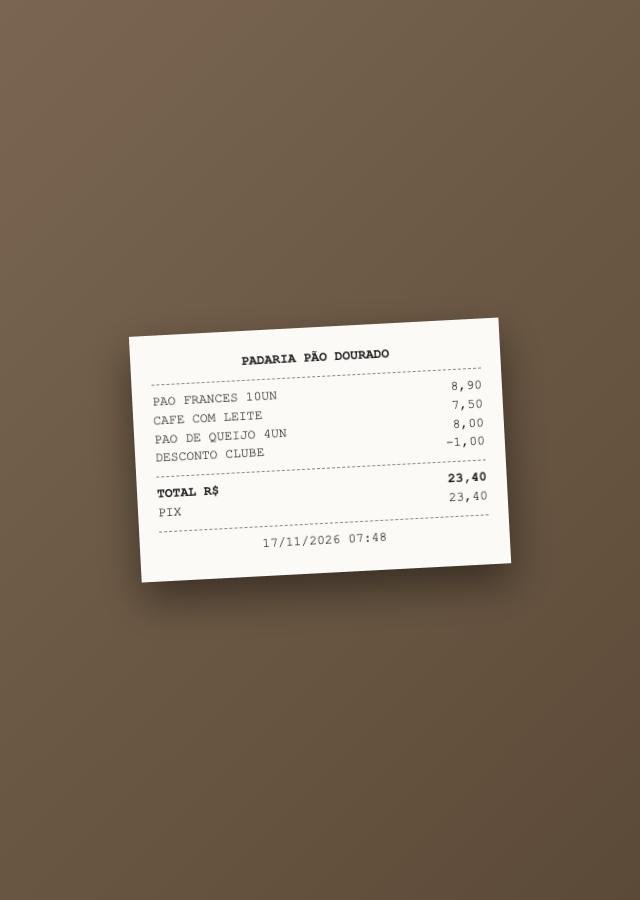 PADARIA PÃO DOURADO
PAO FRANCES 10UN 8,90
CAFE COM LEITE 7,50
PAO DE QUEIJO 4UN 8,00
DESCONTO CLUBE -1,00
TOTAL R$ 23,40
PIX 23,40
17/11/2026 07:48